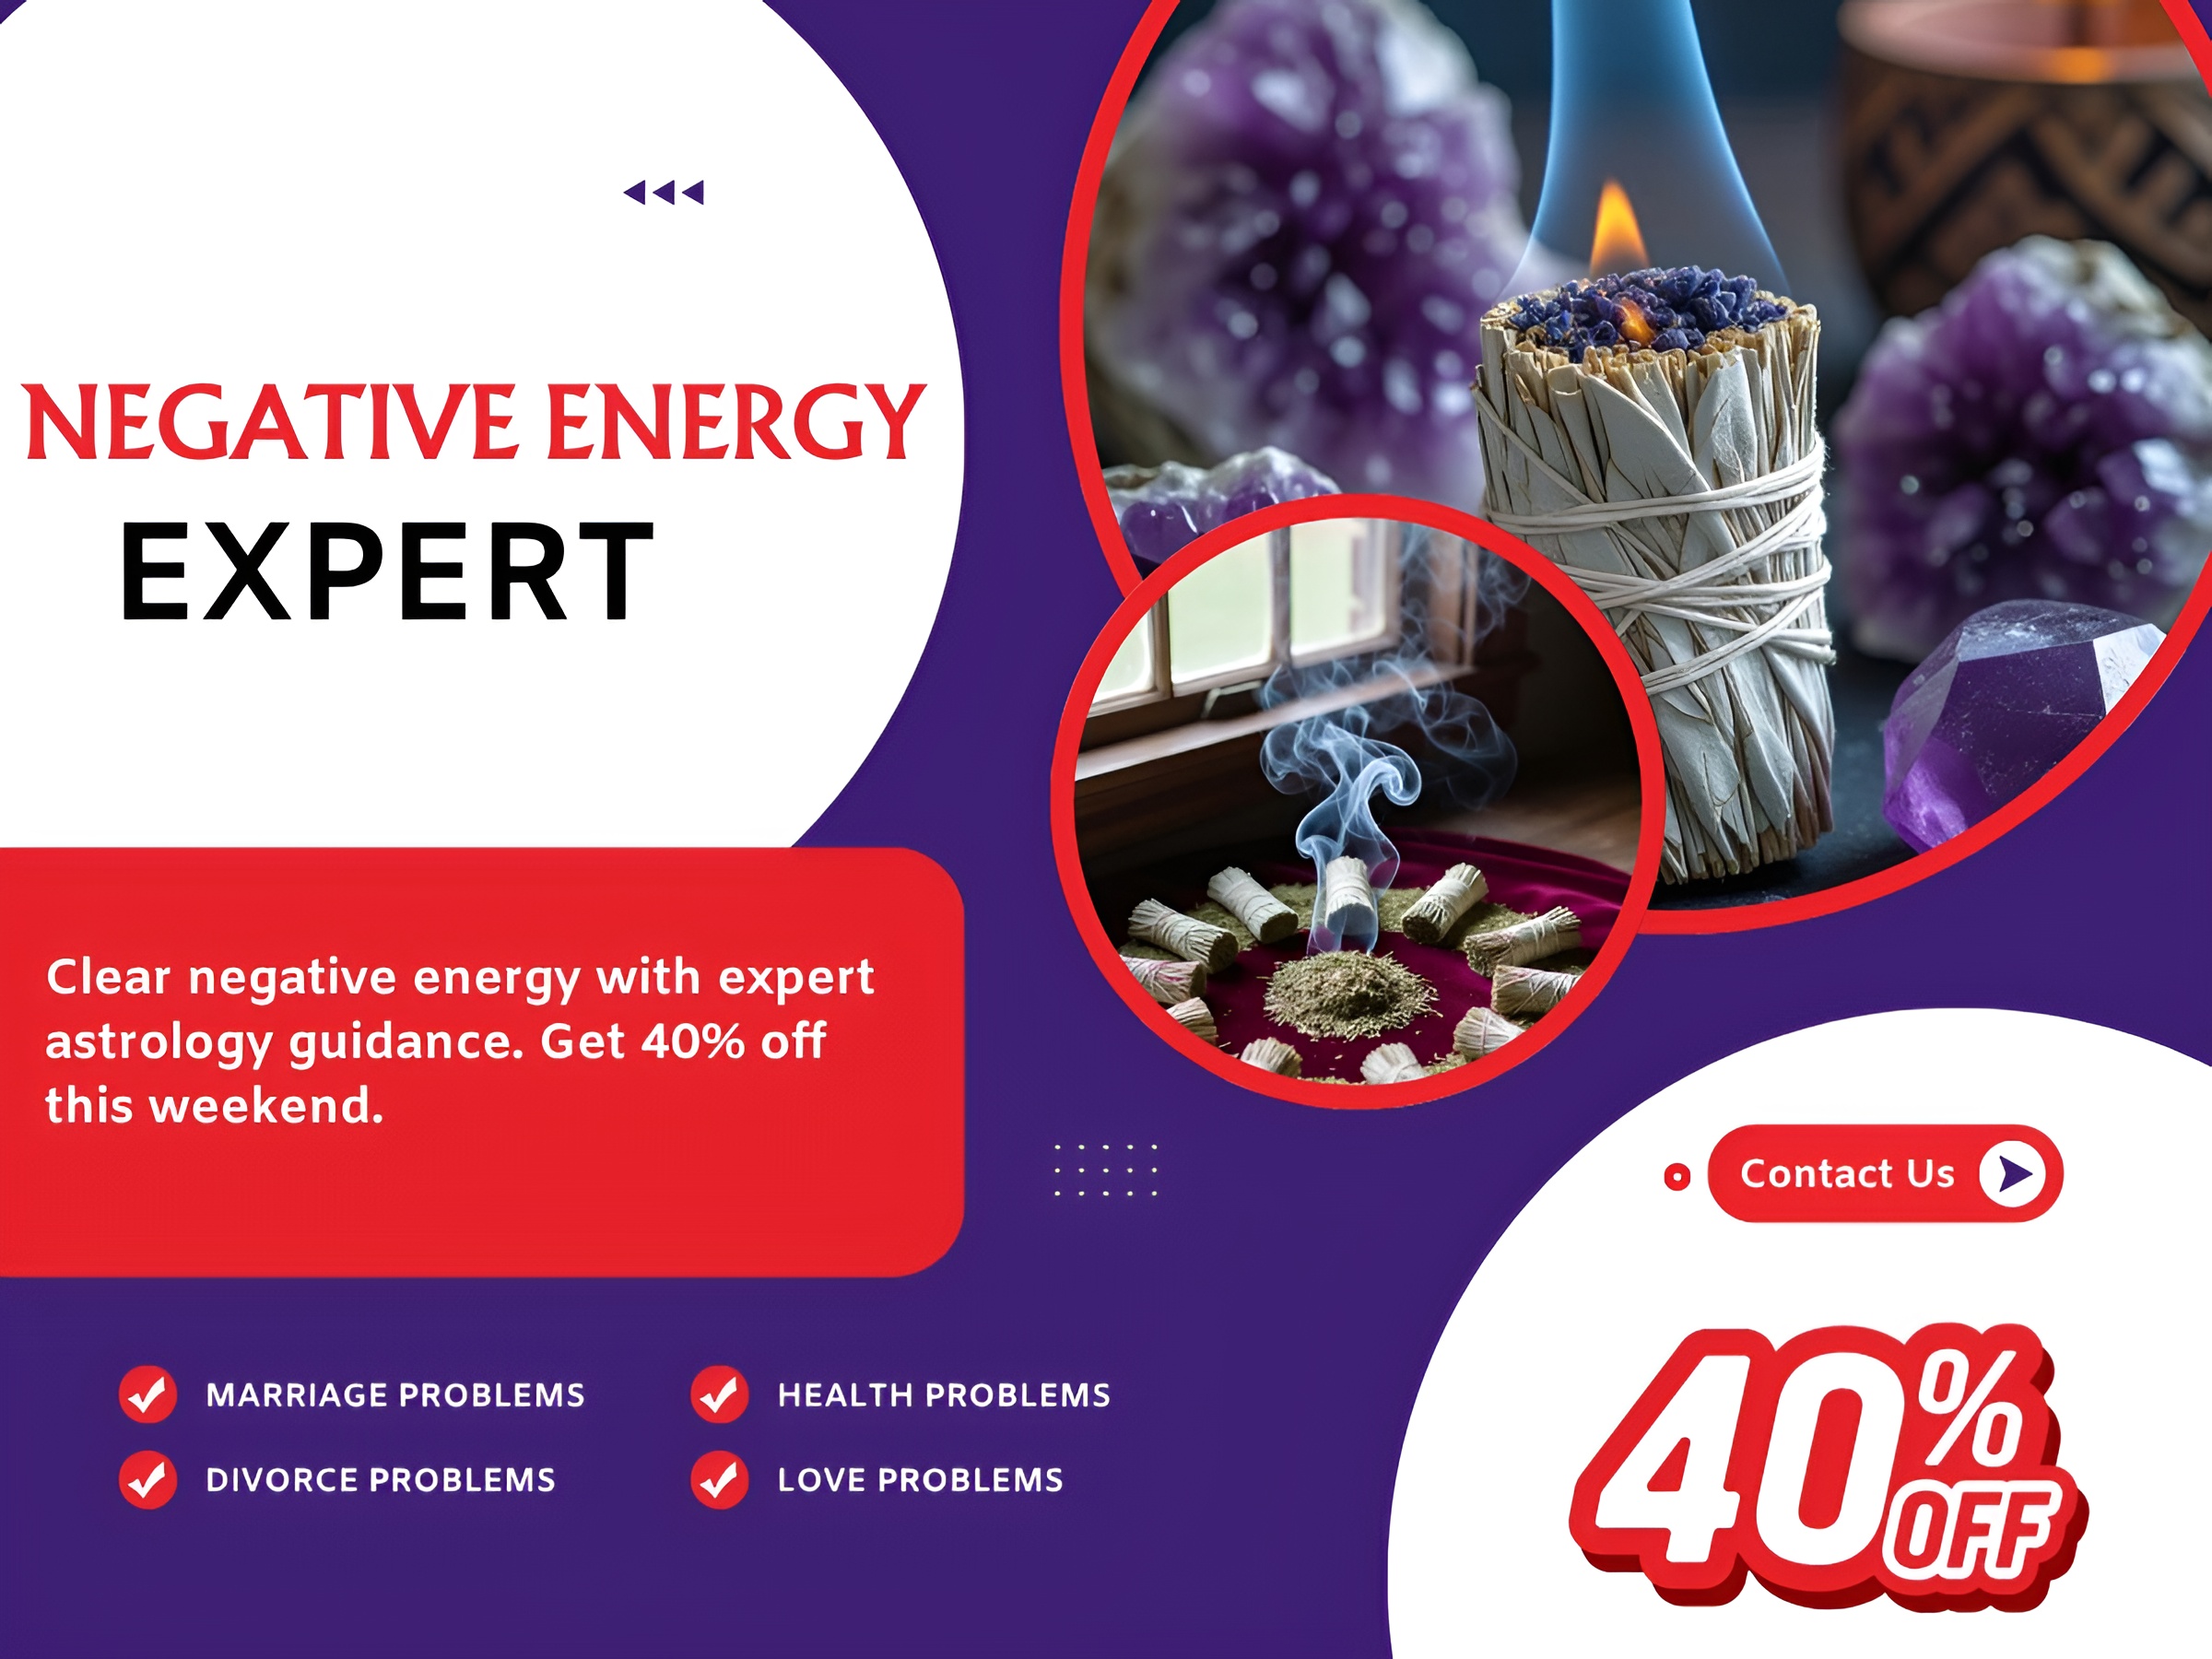 NEGATIVE ENERGY
EXPERT
Clear negative energy with expert
astrology guidance. Get 40% off
this weekend.
MARRIAGE PROBLEMS
HEALTH PROBLEMS
DIVORCE PROBLEMS
LOVE PROBLEMS
Contact Us
40%
OFF